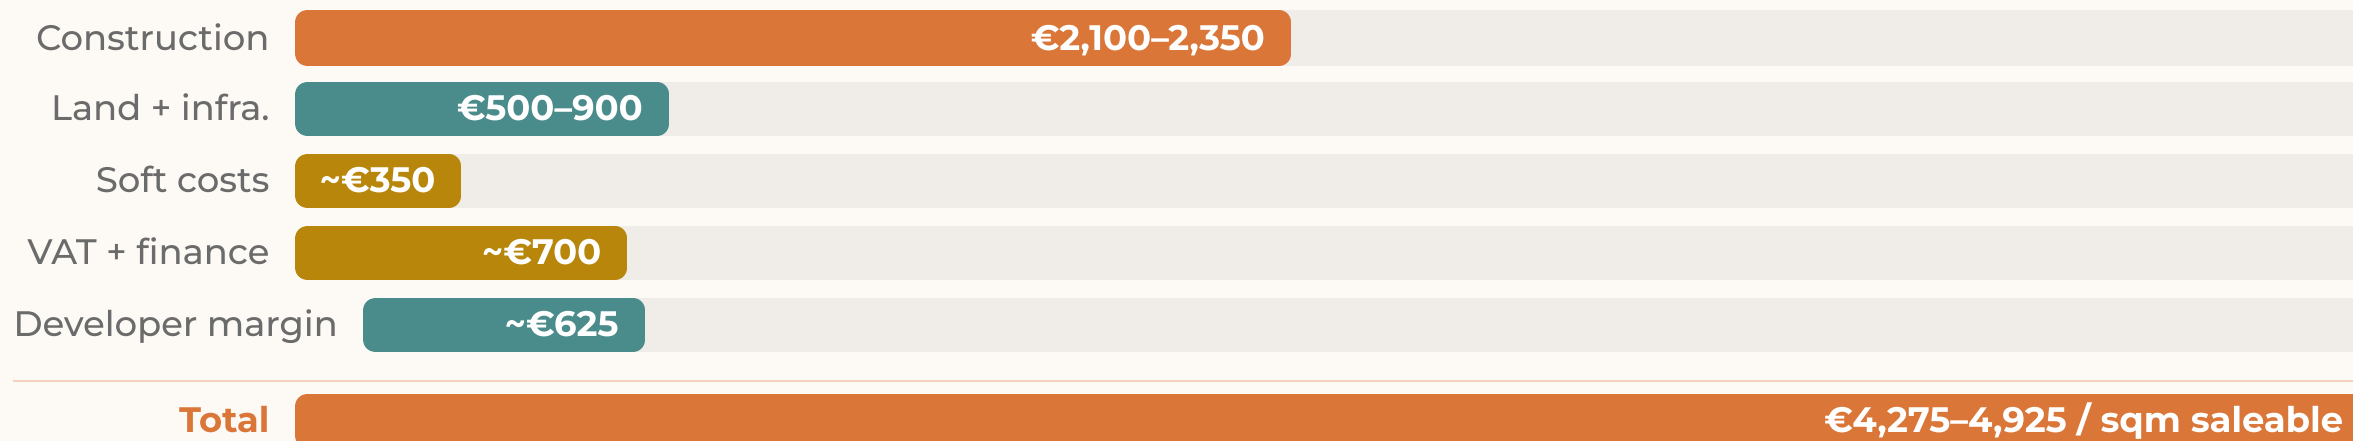 Construction €2,100–2,350
Land + infra. €500–900
Soft costs ~€350
VAT + finance ~€700
Developer margin ~€625
Total €4,275–4,925 / sqm saleable